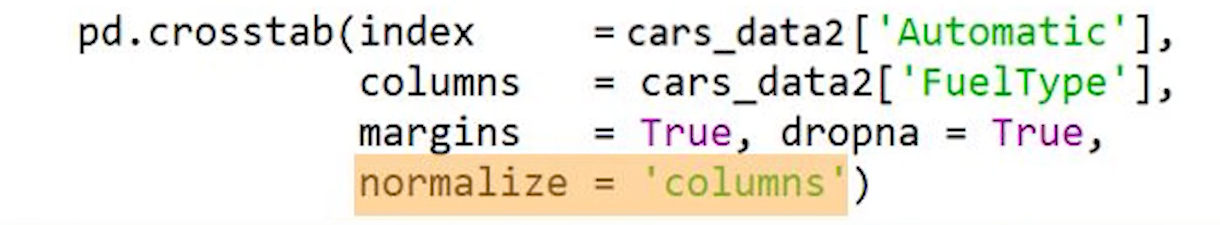 pd.crosstab(index = cars_data2['Automatic'],
columns = cars_data2['FuelType'],
margins = True, dropna = True,
normalize = 'columns')